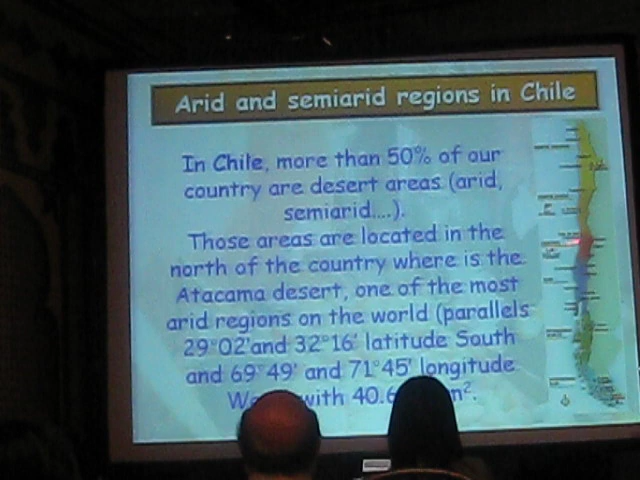 Arid and semiarid regions in Chile
In Chile, more than 50% of our
country are desert areas (arid,
semiarid....).
Those areas are located in the
north of the country where is the
Atacama desert, one of the most
arid regions on the world (parallels
29°02'and 32°16' latitude South
and 69°49' and 71°45' longitude
with 40.6